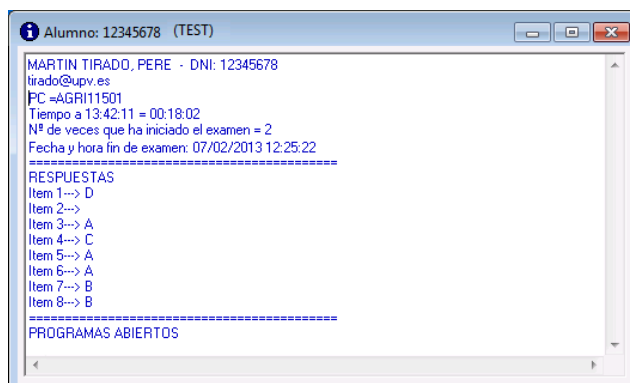 Alumno: 12345678 (TEST)
MARTIN TIRADO, PERE - DNI: 12345678
tirado@upv.es
PC =AGRI11501
Tiempo a 13:42:11 = 00:18:02
Nº de veces que ha iniciado el examen = 2
Fecha y hora fin de examen: 07/02/2013 12:25:22
==========================================
RESPUESTAS
Item 1---> D
Item 2--->
Item 3---> A
Item 4---> C
Item 5---> A
Item 6---> A
Item 7---> B
Item 8---> B
==========================================
PROGRAMAS ABIERTOS